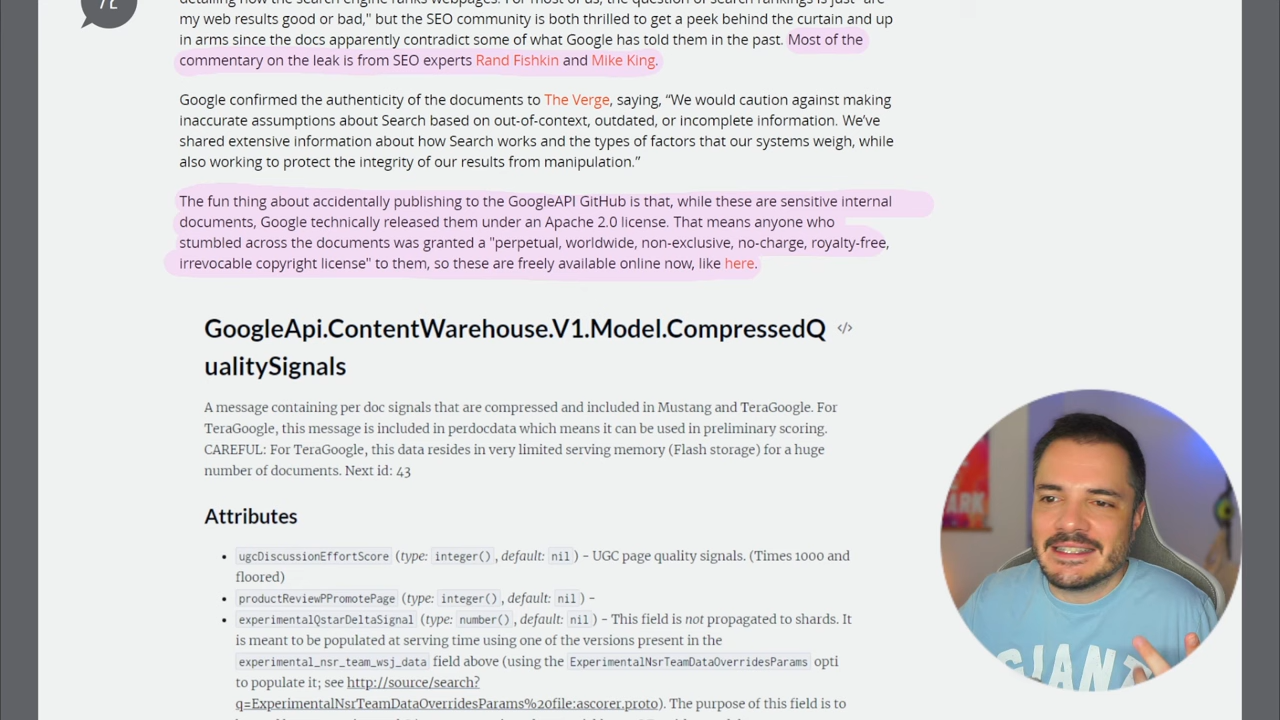 72
detailing how the search engine ranks webpages. For most of us, the question of search rankings is just "are
my web results good or bad," but the SEO community is both thrilled to get a peek behind the curtain and up
in arms since the docs apparently contradict some of what Google has told them in the past. Most of the
commentary on the leak is from SEO experts Rand Fishkin and Mike King.
Google confirmed the authenticity of the documents to The Verge, saying, “We would caution against making
inaccurate assumptions about Search based on out-of-context, outdated, or incomplete information. We’ve
shared extensive information about how Search works and the types of factors that our systems weigh, while
also working to protect the integrity of our results from manipulation.”
The fun thing about accidentally publishing to the GoogleAPI GitHub is that, while these are sensitive internal
documents, Google technically released them under an Apache 2.0 license. That means anyone who
stumbled across the documents was granted a "perpetual, worldwide, non-exclusive, no-charge, royalty-free,
irrevocable copyright license" to them, so these are freely available online now, like here.
GoogleApi.ContentWarehouse.V1.Model.CompressedQ </>
ualitySignals
A message containing per doc signals that are compressed and included in Mustang and TeraGoogle. For
TeraGoogle, this message is included in perdocdata which means it can be used in preliminary scoring.
CAREFUL: For TeraGoogle, this data resides in very limited serving memory (Flash storage) for a huge
number of documents. Next id: 43
Attributes
• ugcDiscussionEffortScore (type: integer(), default: nil) – UGC page quality signals. (Times 1000 and
floored)
• productReviewPPromotePage (type: integer(), default: nil) –
• experimentalQstarDeltaSignal (type: number(), default: nil) – This field is not propagated to shards. It
is meant to be populated at serving time using one of the versions present in the
experimental_nsr_team_wsj_data field above (using the ExperimentalNsrTeamDataOverridesParams opti
to populate it; see http://source/search?
q=ExperimentalNsrTeamDataOverridesParams%20file:ascorer.proto). The purpose of this field is to
GIANT